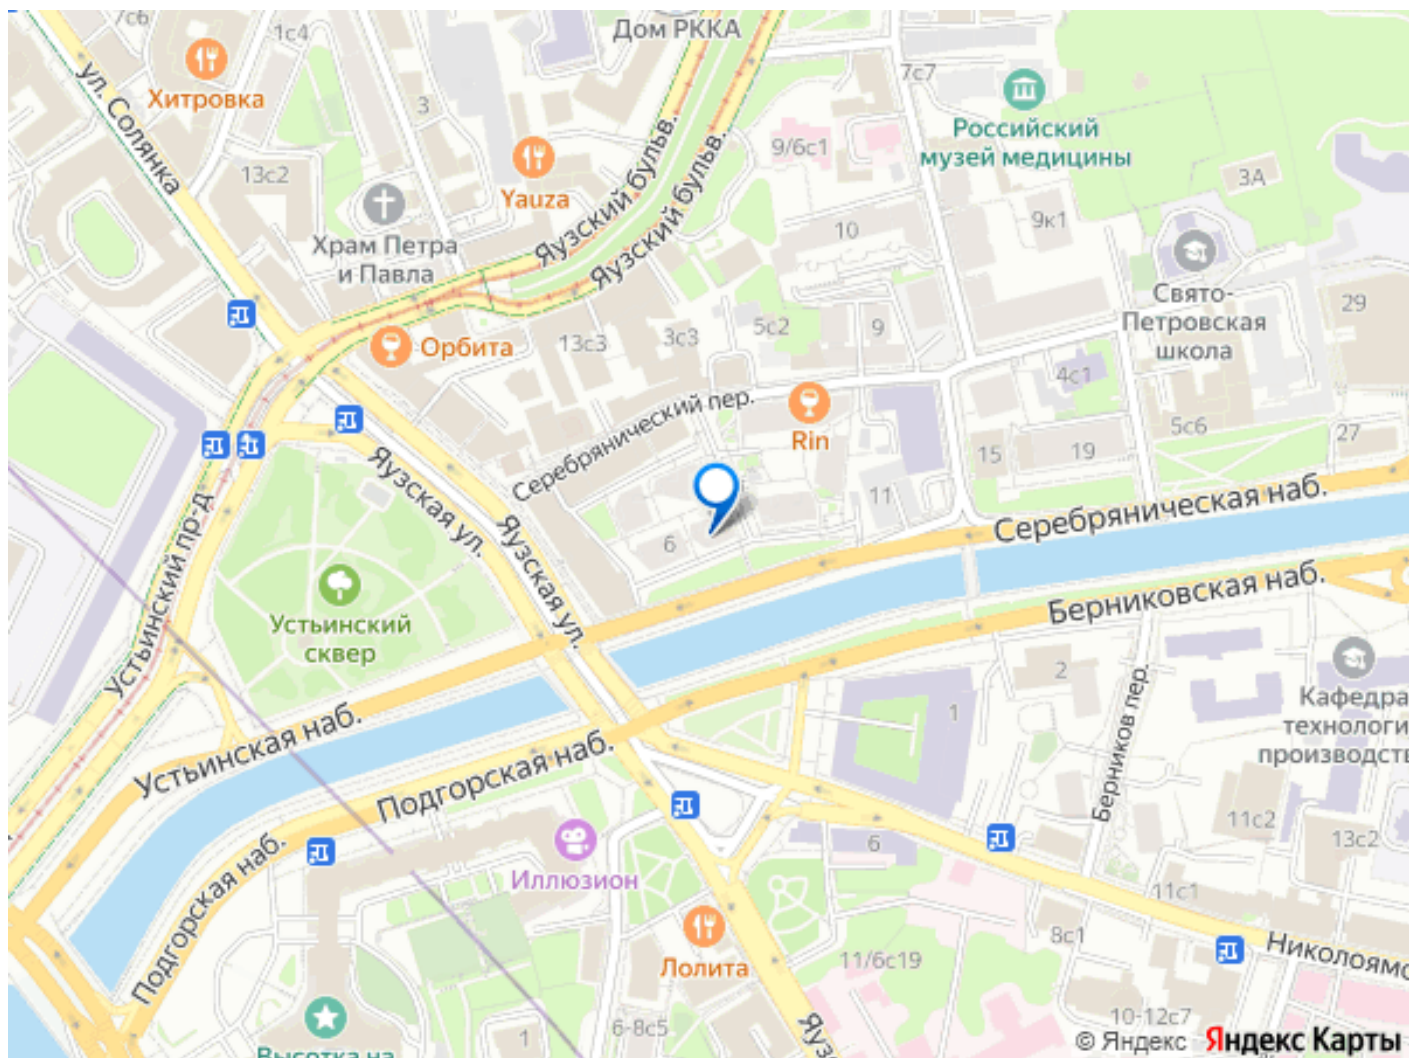 7с6
1с4
Дом РККА
ул. Солянка
Хитровка
3
7с7
Российский
музей медицины
9/6с1
13с2
Yauza
Яузский бульв.
Яузский бульв.
3А
9к1
10
Храм Петра
и Павла
Свято-
Петровская
школа
29
Орбита
13с3
3с3
5с2
9
4с1
Серебрянический пер.
Rin
5с6
27
15
19
11
Яузская ул.
Яузская ул.
Устьинский пр-д
6
Серебряническая наб.
Берниковская наб.
Устьинский
сквер
2
1
Кафедра
технологи
производств
Устьинская наб.
Подгорская наб.
Берников пер.
Подгорская наб.
Иллюзион
6
11с2
13с2
11с1
8с1
Николоямс
Лолита
11/6с19
10-12с7
6-8с5
1
Яуз
Высотка на
© Яндекс Яндекс Карты